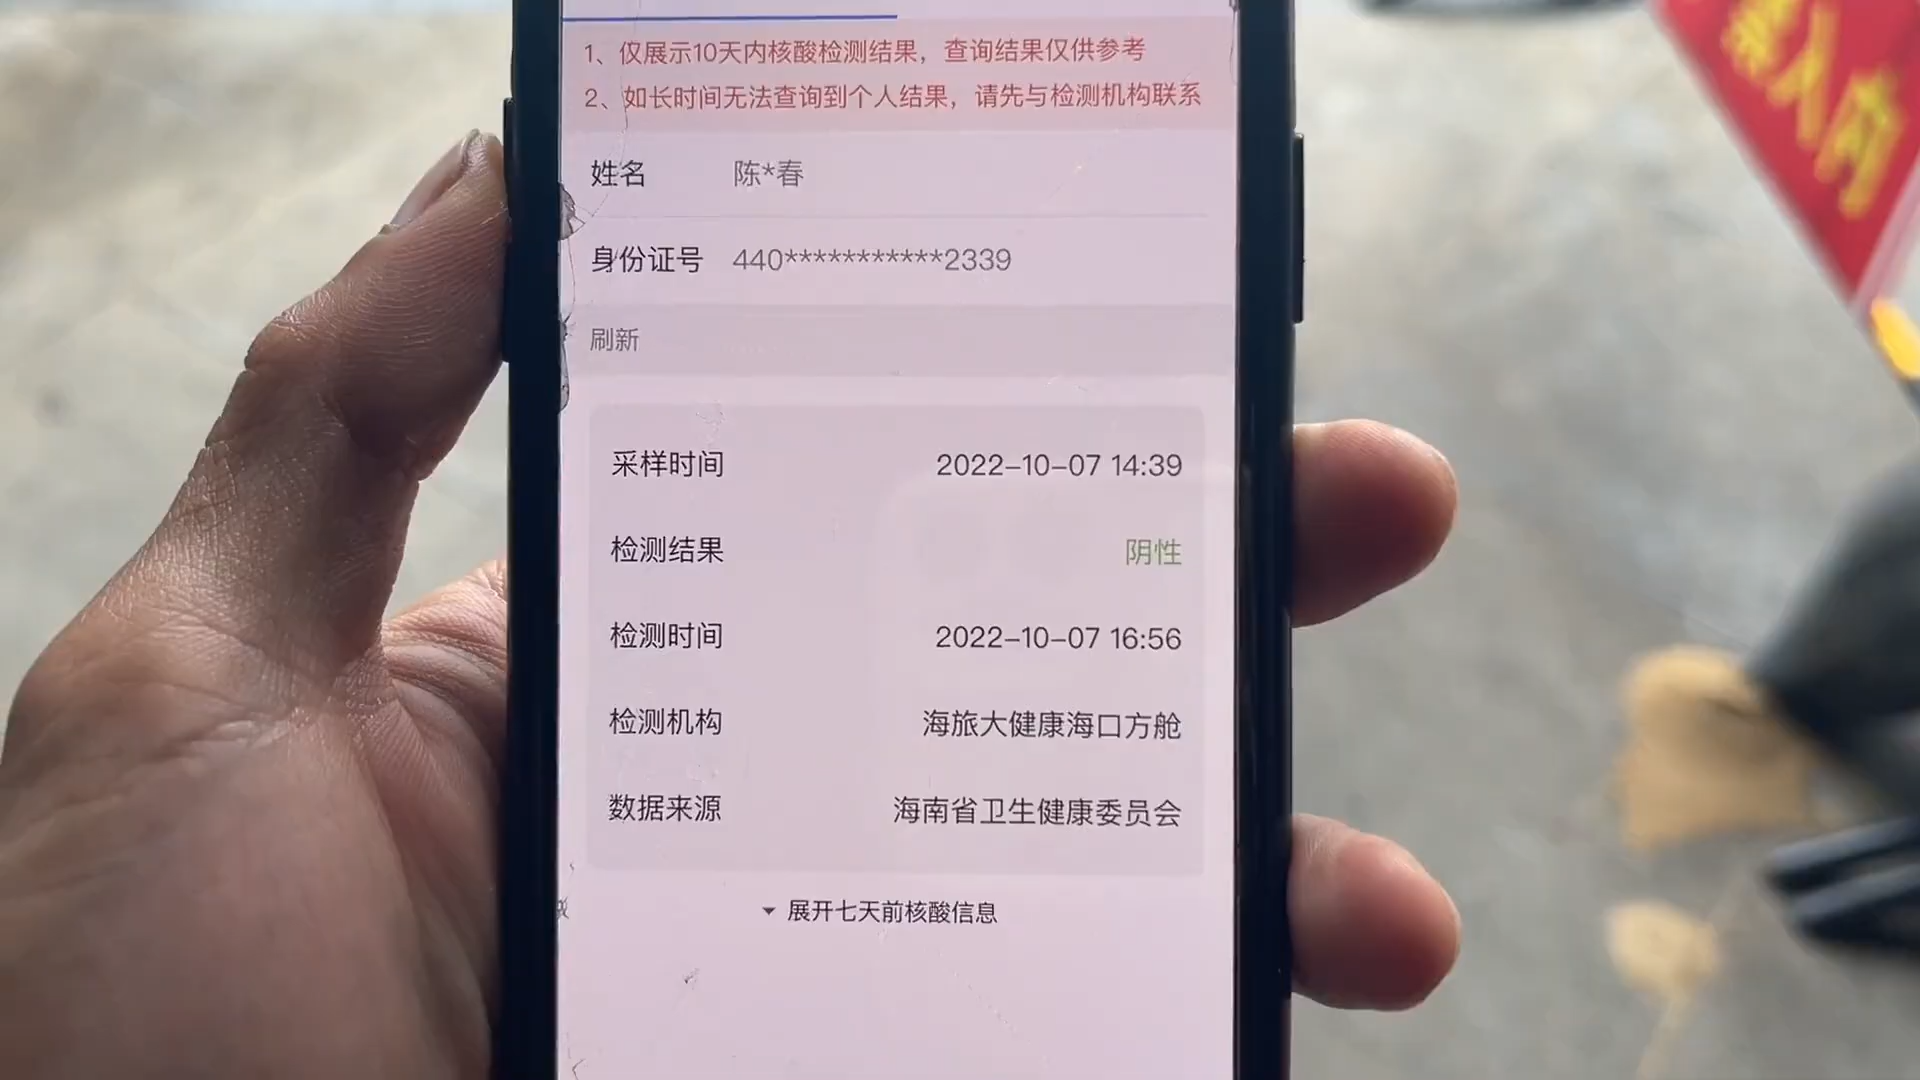 1、仅展示10天内核酸检测结果，查询结果仅供参考
2、如长时间无法查询到个人结果，请先与检测机构联系
姓名 陈*春
身份证号 440***********2339
刷新
采样时间 2022-10-07 14:39
检测结果 阴性
检测时间 2022-10-07 16:56
检测机构 海旅大健康海口方舱
数据来源 海南省卫生健康委员会
展开七天前核酸信息
入内